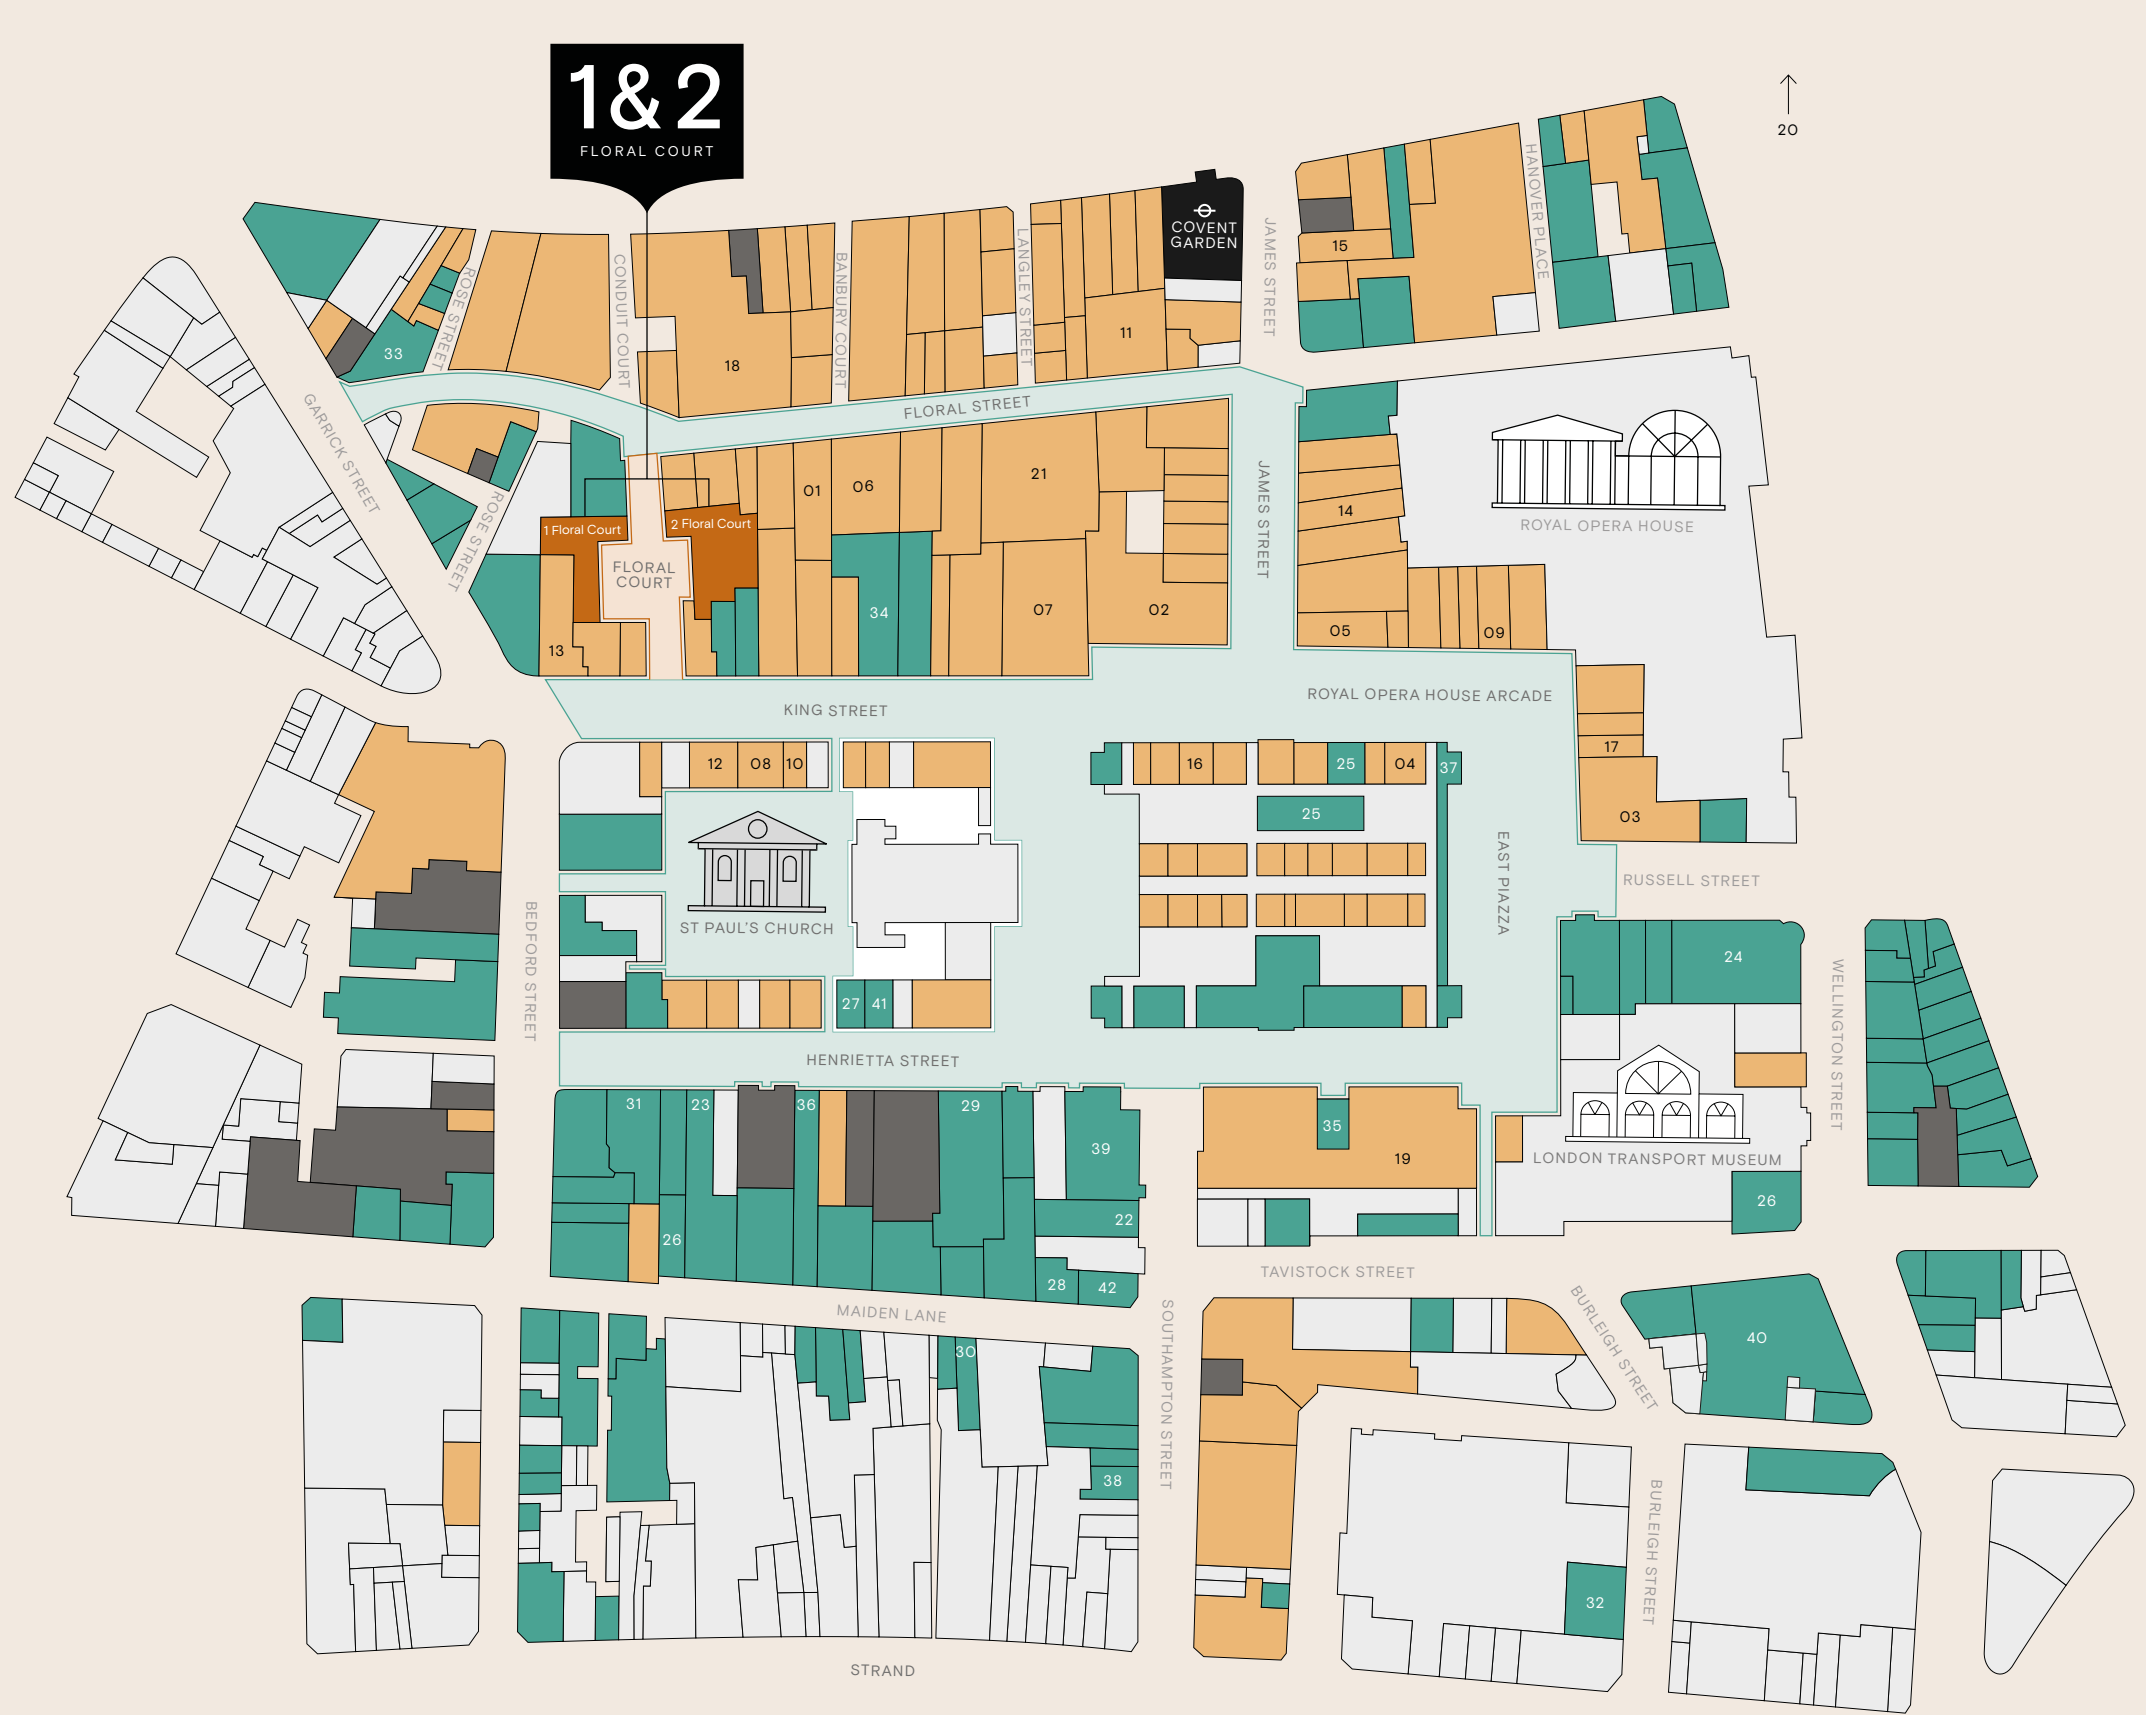 1&2
FLORAL COURT
20
HANOVER PLACE
COVENT
GARDEN
JAMES STREET
15
CONDUIT COURT
BANBURY COURT
LANGLEY STREET
ROSE STREET
11
33
18
GARRICK STREET
FLORAL STREET
JAMES STREET
ROSE STREET
21
01
06
14
ROYAL OPERA HOUSE
1 Floral Court
2 Floral Court
FLORAL
COURT
34
07
02
05
09
13
KING STREET
ROYAL OPERA HOUSE ARCADE
17
12
08
10
16
25
04
37
25
03
EAST PIAZZA
RUSSELL STREET
BEDFORD STREET
ST PAUL'S CHURCH
24
WELLINGTON STREET
27
41
HENRIETTA STREET
31
23
36
29
35
39
19
LONDON TRANSPORT MUSEUM
26
22
26
28
42
TAVISTOCK STREET
MAIDEN LANE
SOUTHAMPTON STREET
BURLEIGH STREET
30
40
38
BURLEIGH STREET
32
STRAND